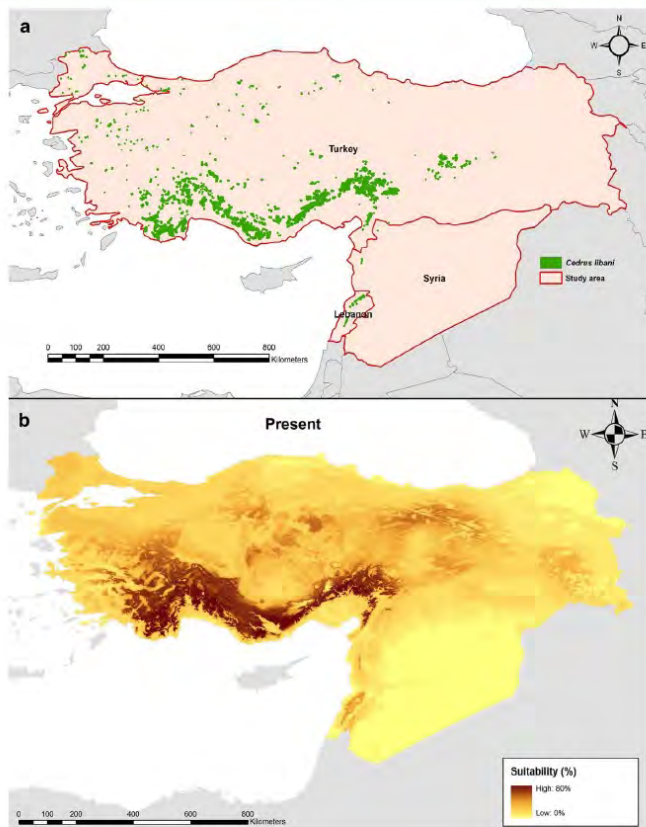 a
N
W E
S
Turkey
Syria
Lebanon
Cedrus libani
Study area
0 100 200 400 600 800
Kilometers
b
Present
N
W E
S
Suitability (%)
High: 80%
Low: 0%
0 100 200 400 600 800
Kilometers